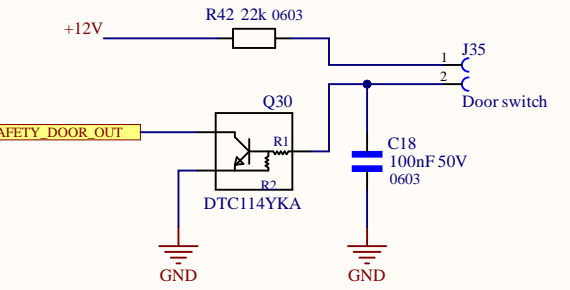 R42 22k 0603
+12V
1
J35
2
Door switch
Q30
AFETY_DOOR_OUT
R1
C18
100nF 50V
0603
R2
DTC114YKA
GND
GND